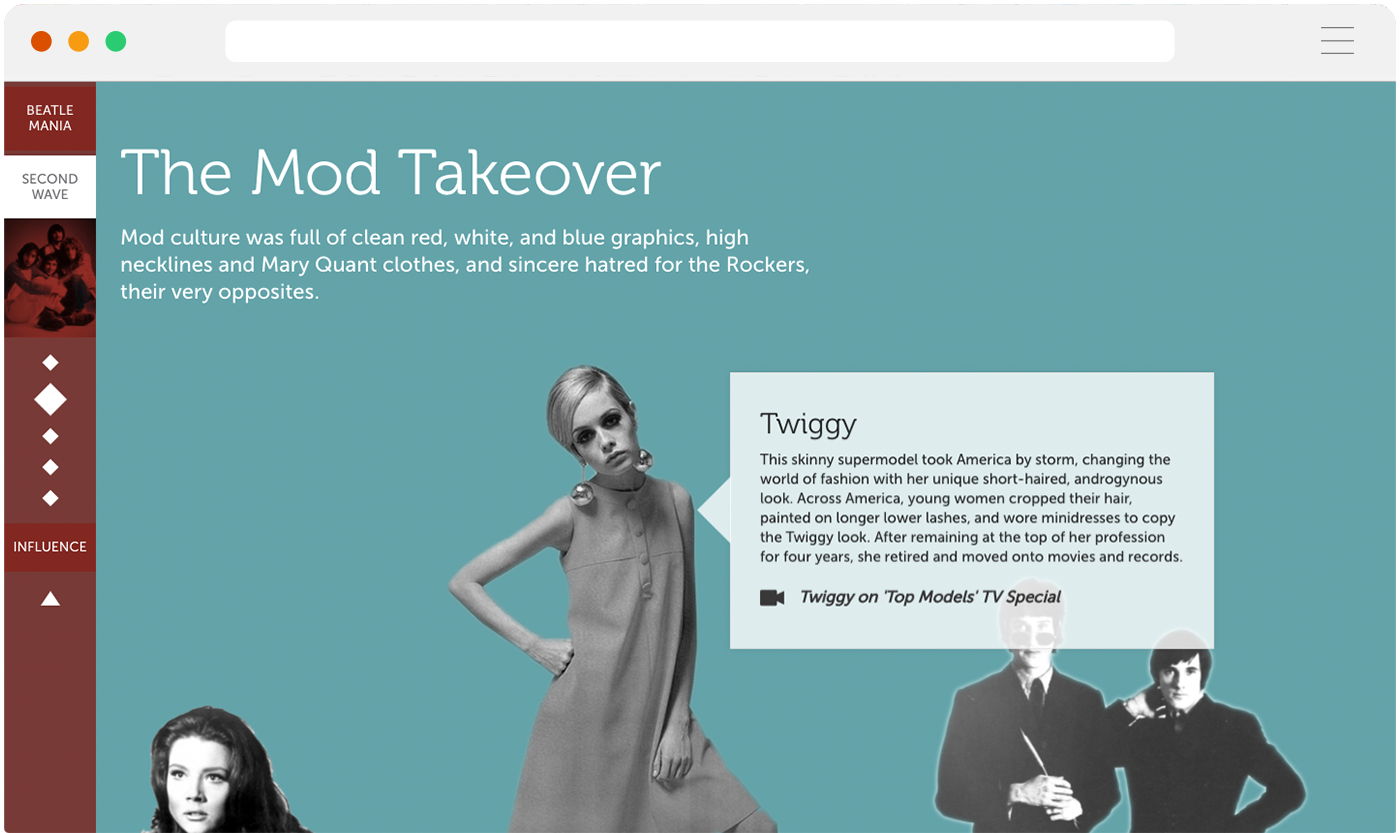 BEATLE
MANIA
SECOND
WAVE
INFLUENCE
The Mod Takeover
Mod culture was full of clean red, white, and blue graphics, high
necklines and Mary Quant clothes, and sincere hatred for the Rockers,
their very opposites.
Twiggy
This skinny supermodel took America by storm, changing the
world of fashion with her unique short-haired, androgynous
look. Across America, young women cropped their hair,
painted on longer lower lashes, and wore minidresses to copy
the Twiggy look. After remaining at the top of her profession
for four years, she retired and moved onto movies and records.
Twiggy on 'Top Models' TV Special